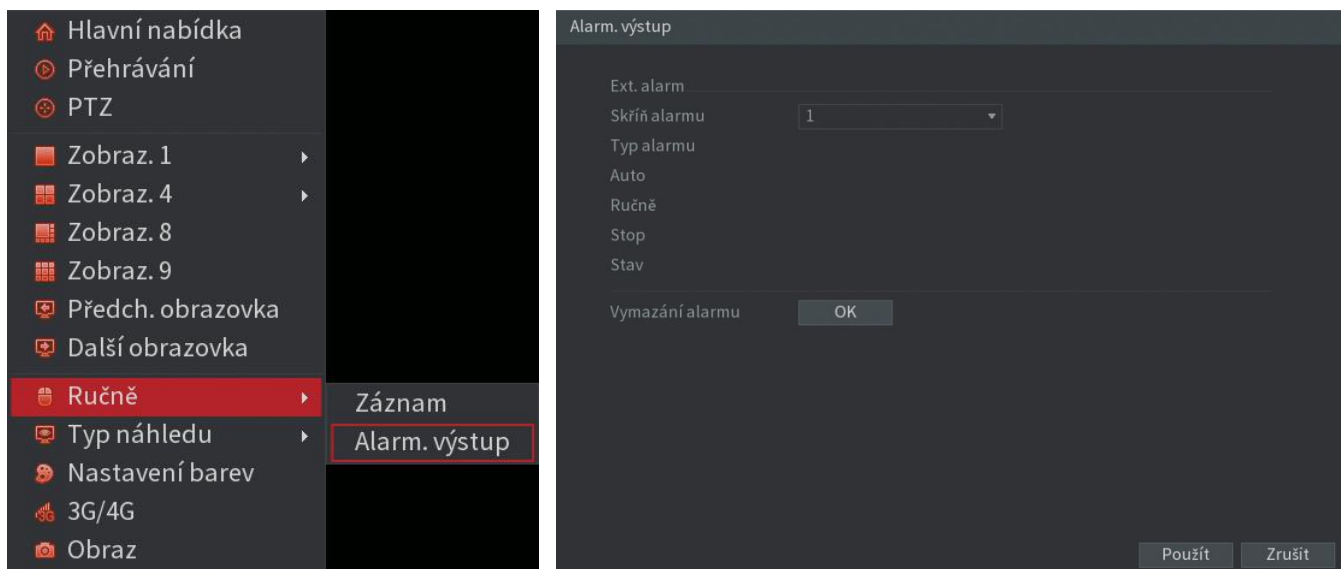 Hlavní nabídka
Přehrávání
PTZ
Zobraz. 1
Zobraz. 4
Zobraz. 8
Zobraz. 9
Předch. obrazovka
Další obrazovka
Ručně
Typ náhledu
Nastavení barev
3G/4G
Obraz
Záznam
Alarm. výstup
Alarm. výstup
Ext. alarm
Skříň alarmu 1
Typ alarmu
Auto
Ručně
Stop
Stav
Vymazání alarmu OK
Použít Zrušit